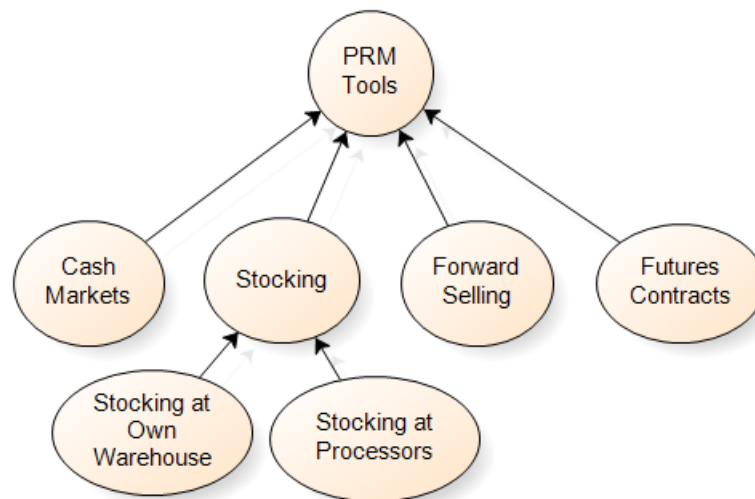 PRM
Tools
Cash
Markets
Stocking
Forward
Selling
Futures
Contracts
Stocking at
Own
Warehouse
Stocking at
Processors